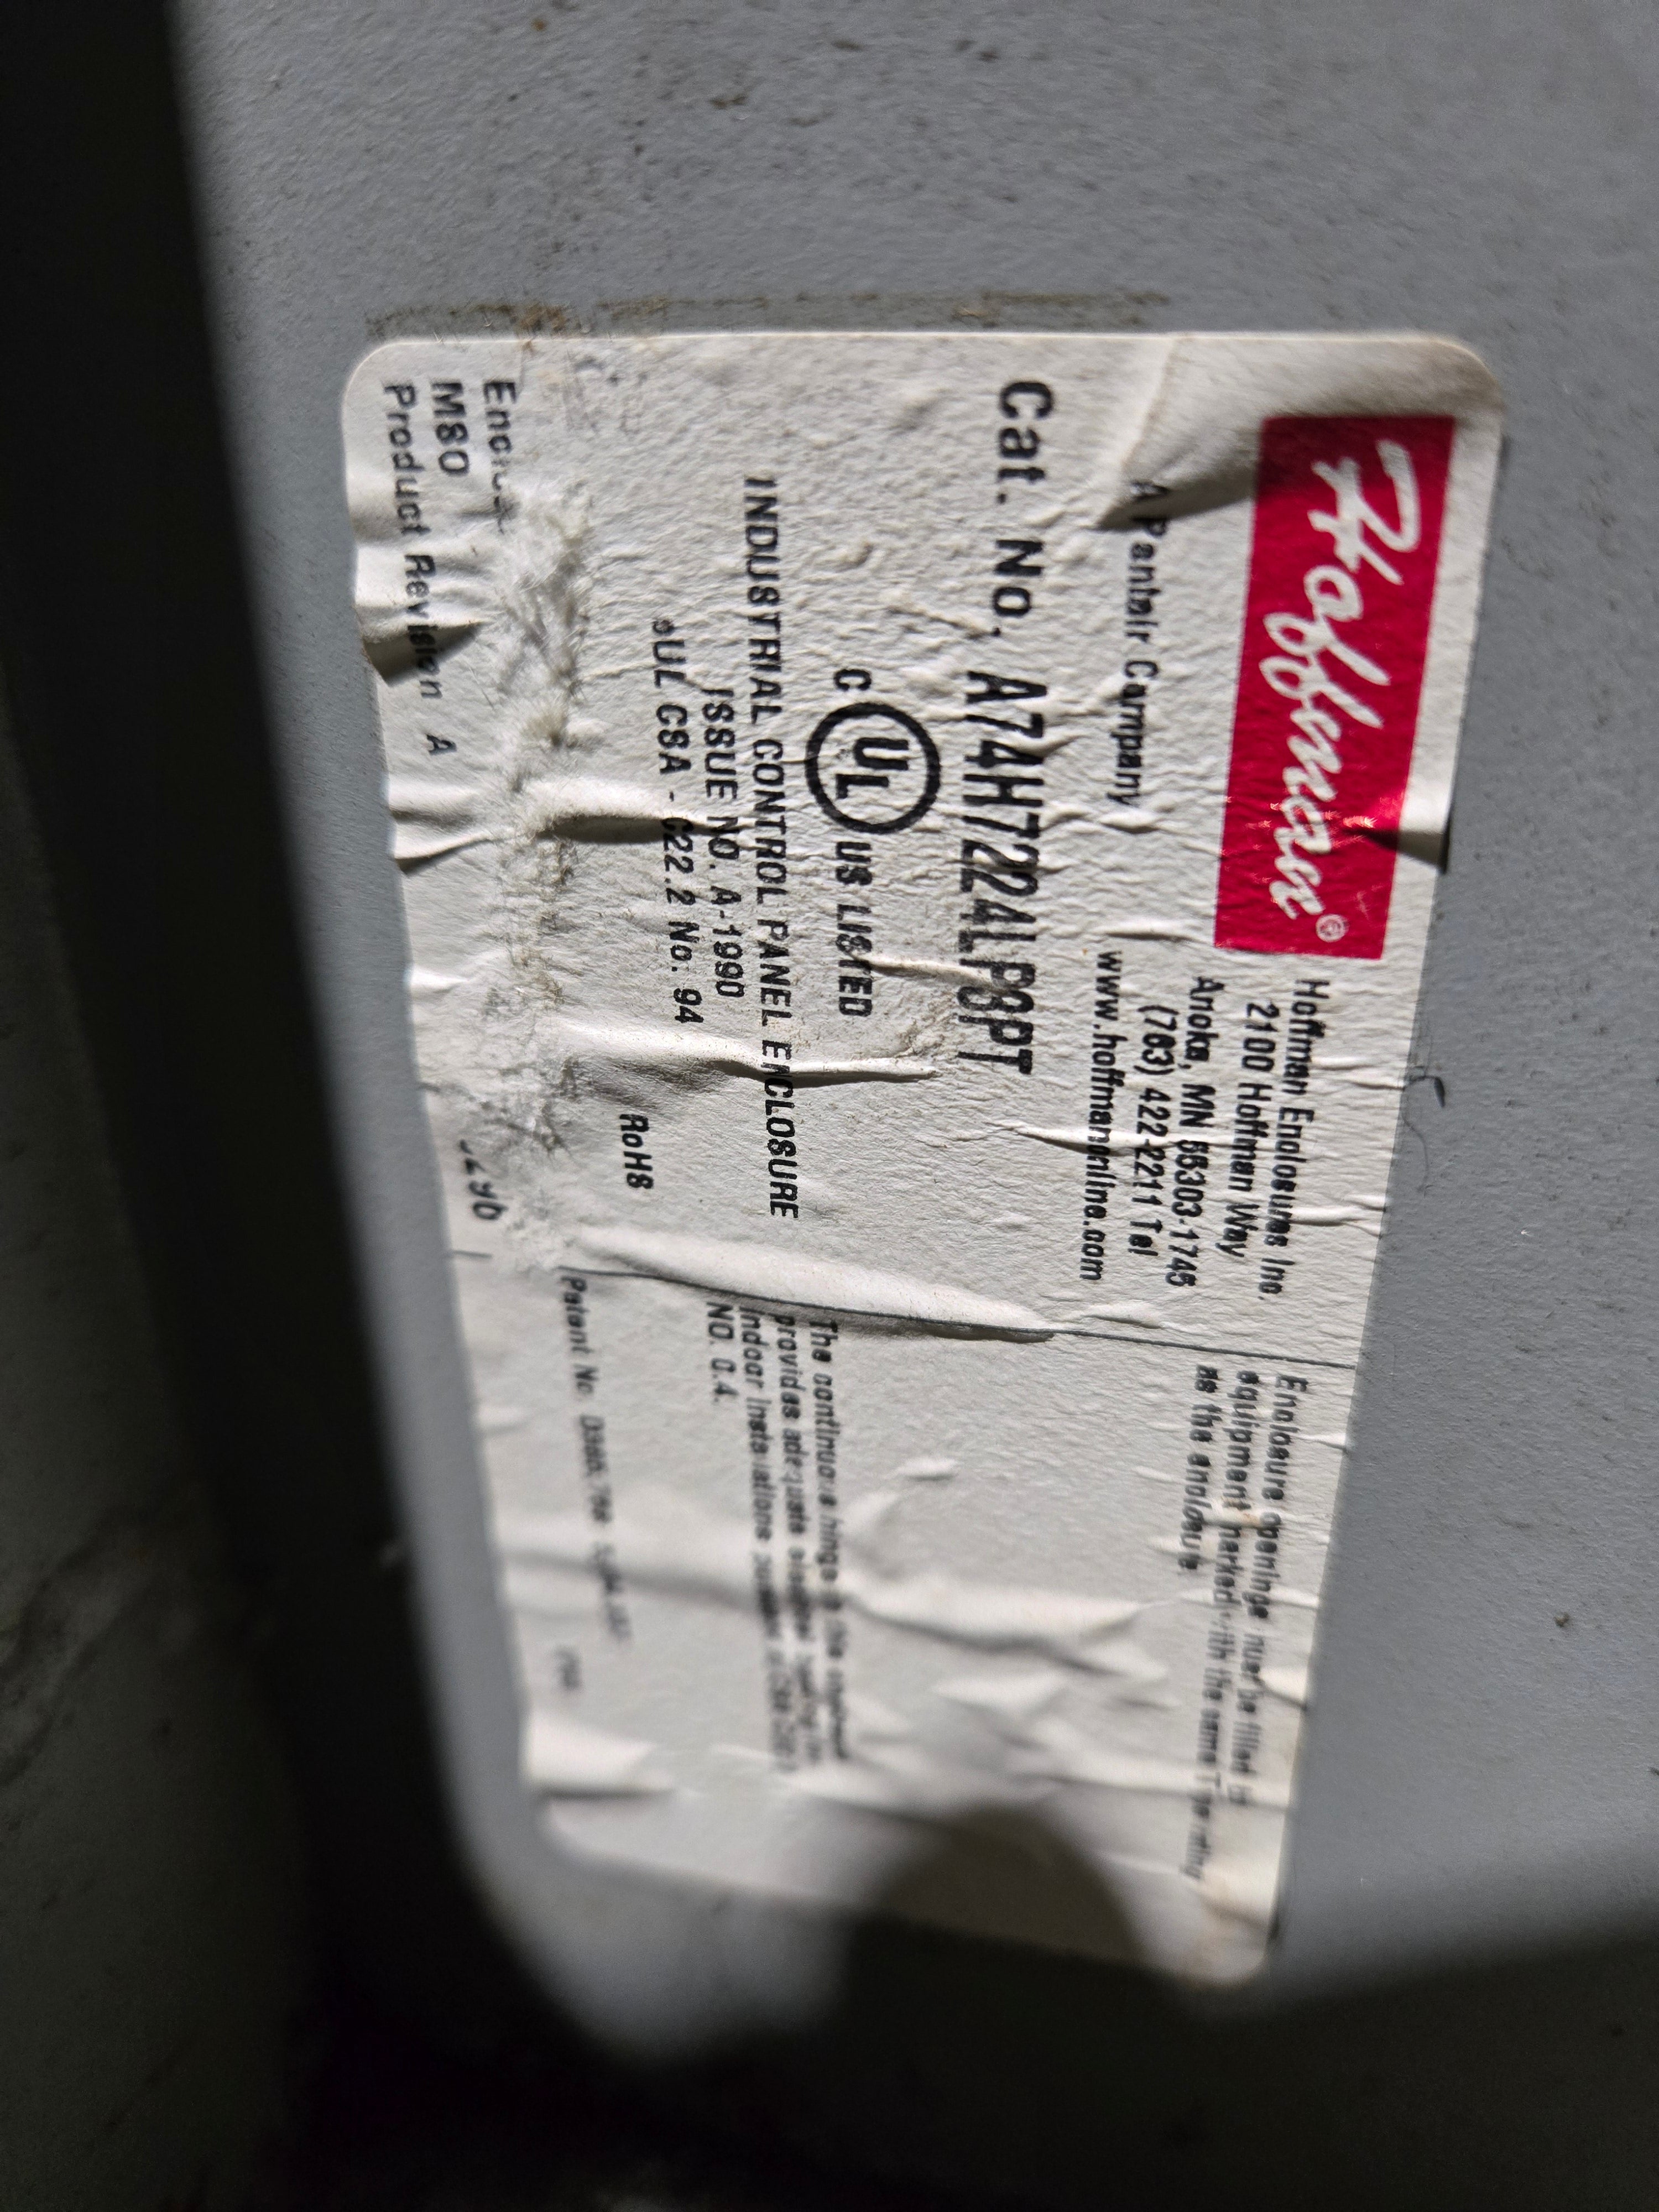 Hoffman®
A Pentair Company
Hoffman Enclosures Inc.
2100 Hoffman Way
Anoka, MN 55303-1745
(763) 422-2211 Tel
www.hoffmanonline.com
Cat. No. A74H7224LP3PT
C UL US LISTED
INDUSTRIAL CONTROL PANEL ENCLOSURE
ISSUE NO. A-1990
cUL CSA - C22.2 No. 94
RoHS
M80
Product Revision A
Enclosure openings must be filled by
equipment marked with the same Type rating
as the enclosure.
The continuous hinge
provides adequate
indoor installations
NO. 0.4.
Patent No.